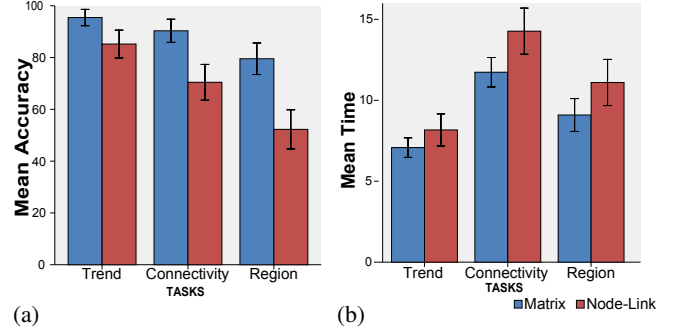 100
80
60
40
20
0
Mean Accuracy
Trend Connectivity Region
TASKS
(a)
15
10
5
0
Mean Time
Trend Connectivity Region
TASKS
(b)
Matrix Node-Link